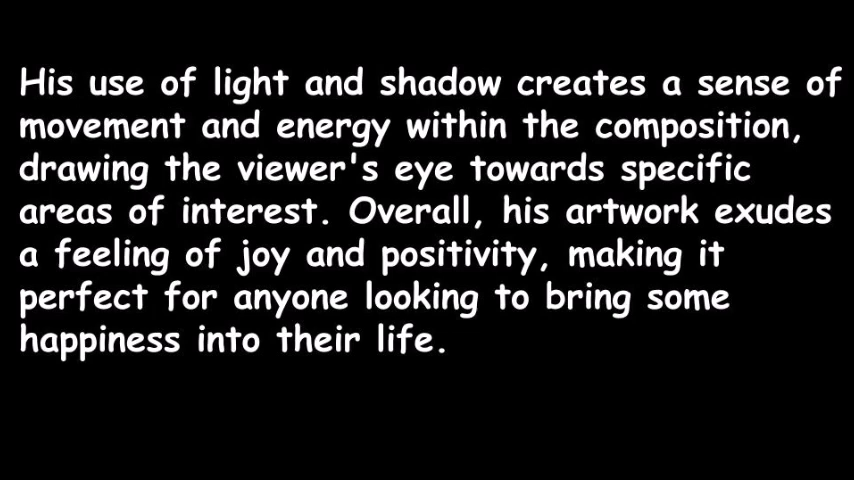 His use of light and shadow creates a sense of
movement and energy within the composition,
drawing the viewer's eye towards specific
areas of interest. Overall, his artwork exudes
a feeling of joy and positivity, making it
perfect for anyone looking to bring some
happiness into their life.